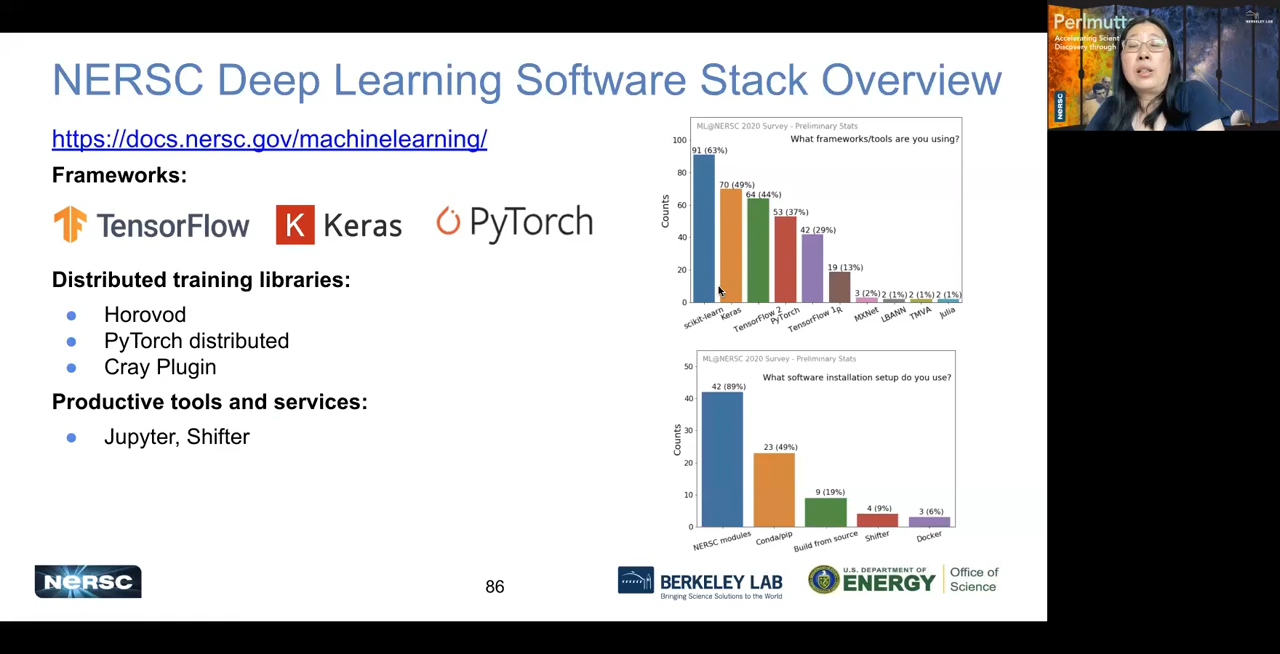 NERSC Deep Learning Software Stack Overview
https://docs.nersc.gov/machinelearning/
Frameworks:
TensorFlow
K Keras
PyTorch
Distributed training libraries:
Horovod
PyTorch distributed
Cray Plugin
Productive tools and services:
Jupyter, Shifter
ML@NERSC 2020 Survey - Preliminary Stats
What frameworks/tools are you using?
Counts
100
80
60
40
20
0
91 (63%)
70 (49%)
64 (44%)
53 (37%)
42 (29%)
19 (13%)
3 (2%)
2 (1%)
2 (1%)
2 (1%)
scikit-learn
Keras
TensorFlow 2
PyTorch
TensorFlow 1
R
MXNet
LBANN
TMVA
Julia
ML@NERSC 2020 Survey - Preliminary Stats
What software installation setup do you use?
Counts
50
40
30
20
10
0
42 (89%)
23 (49%)
9 (19%)
4 (9%)
3 (6%)
NERSC modules
Conda/pip
Build from source
Shifter
Docker
NERSC
86
BERKELEY LAB
Bringing Science Solutions to the World
U.S. DEPARTMENT OF
ENERGY
Office of
Science
Perlmutt
Accelerating Scient
Discovery through
NERSC
BERKELEY LAB